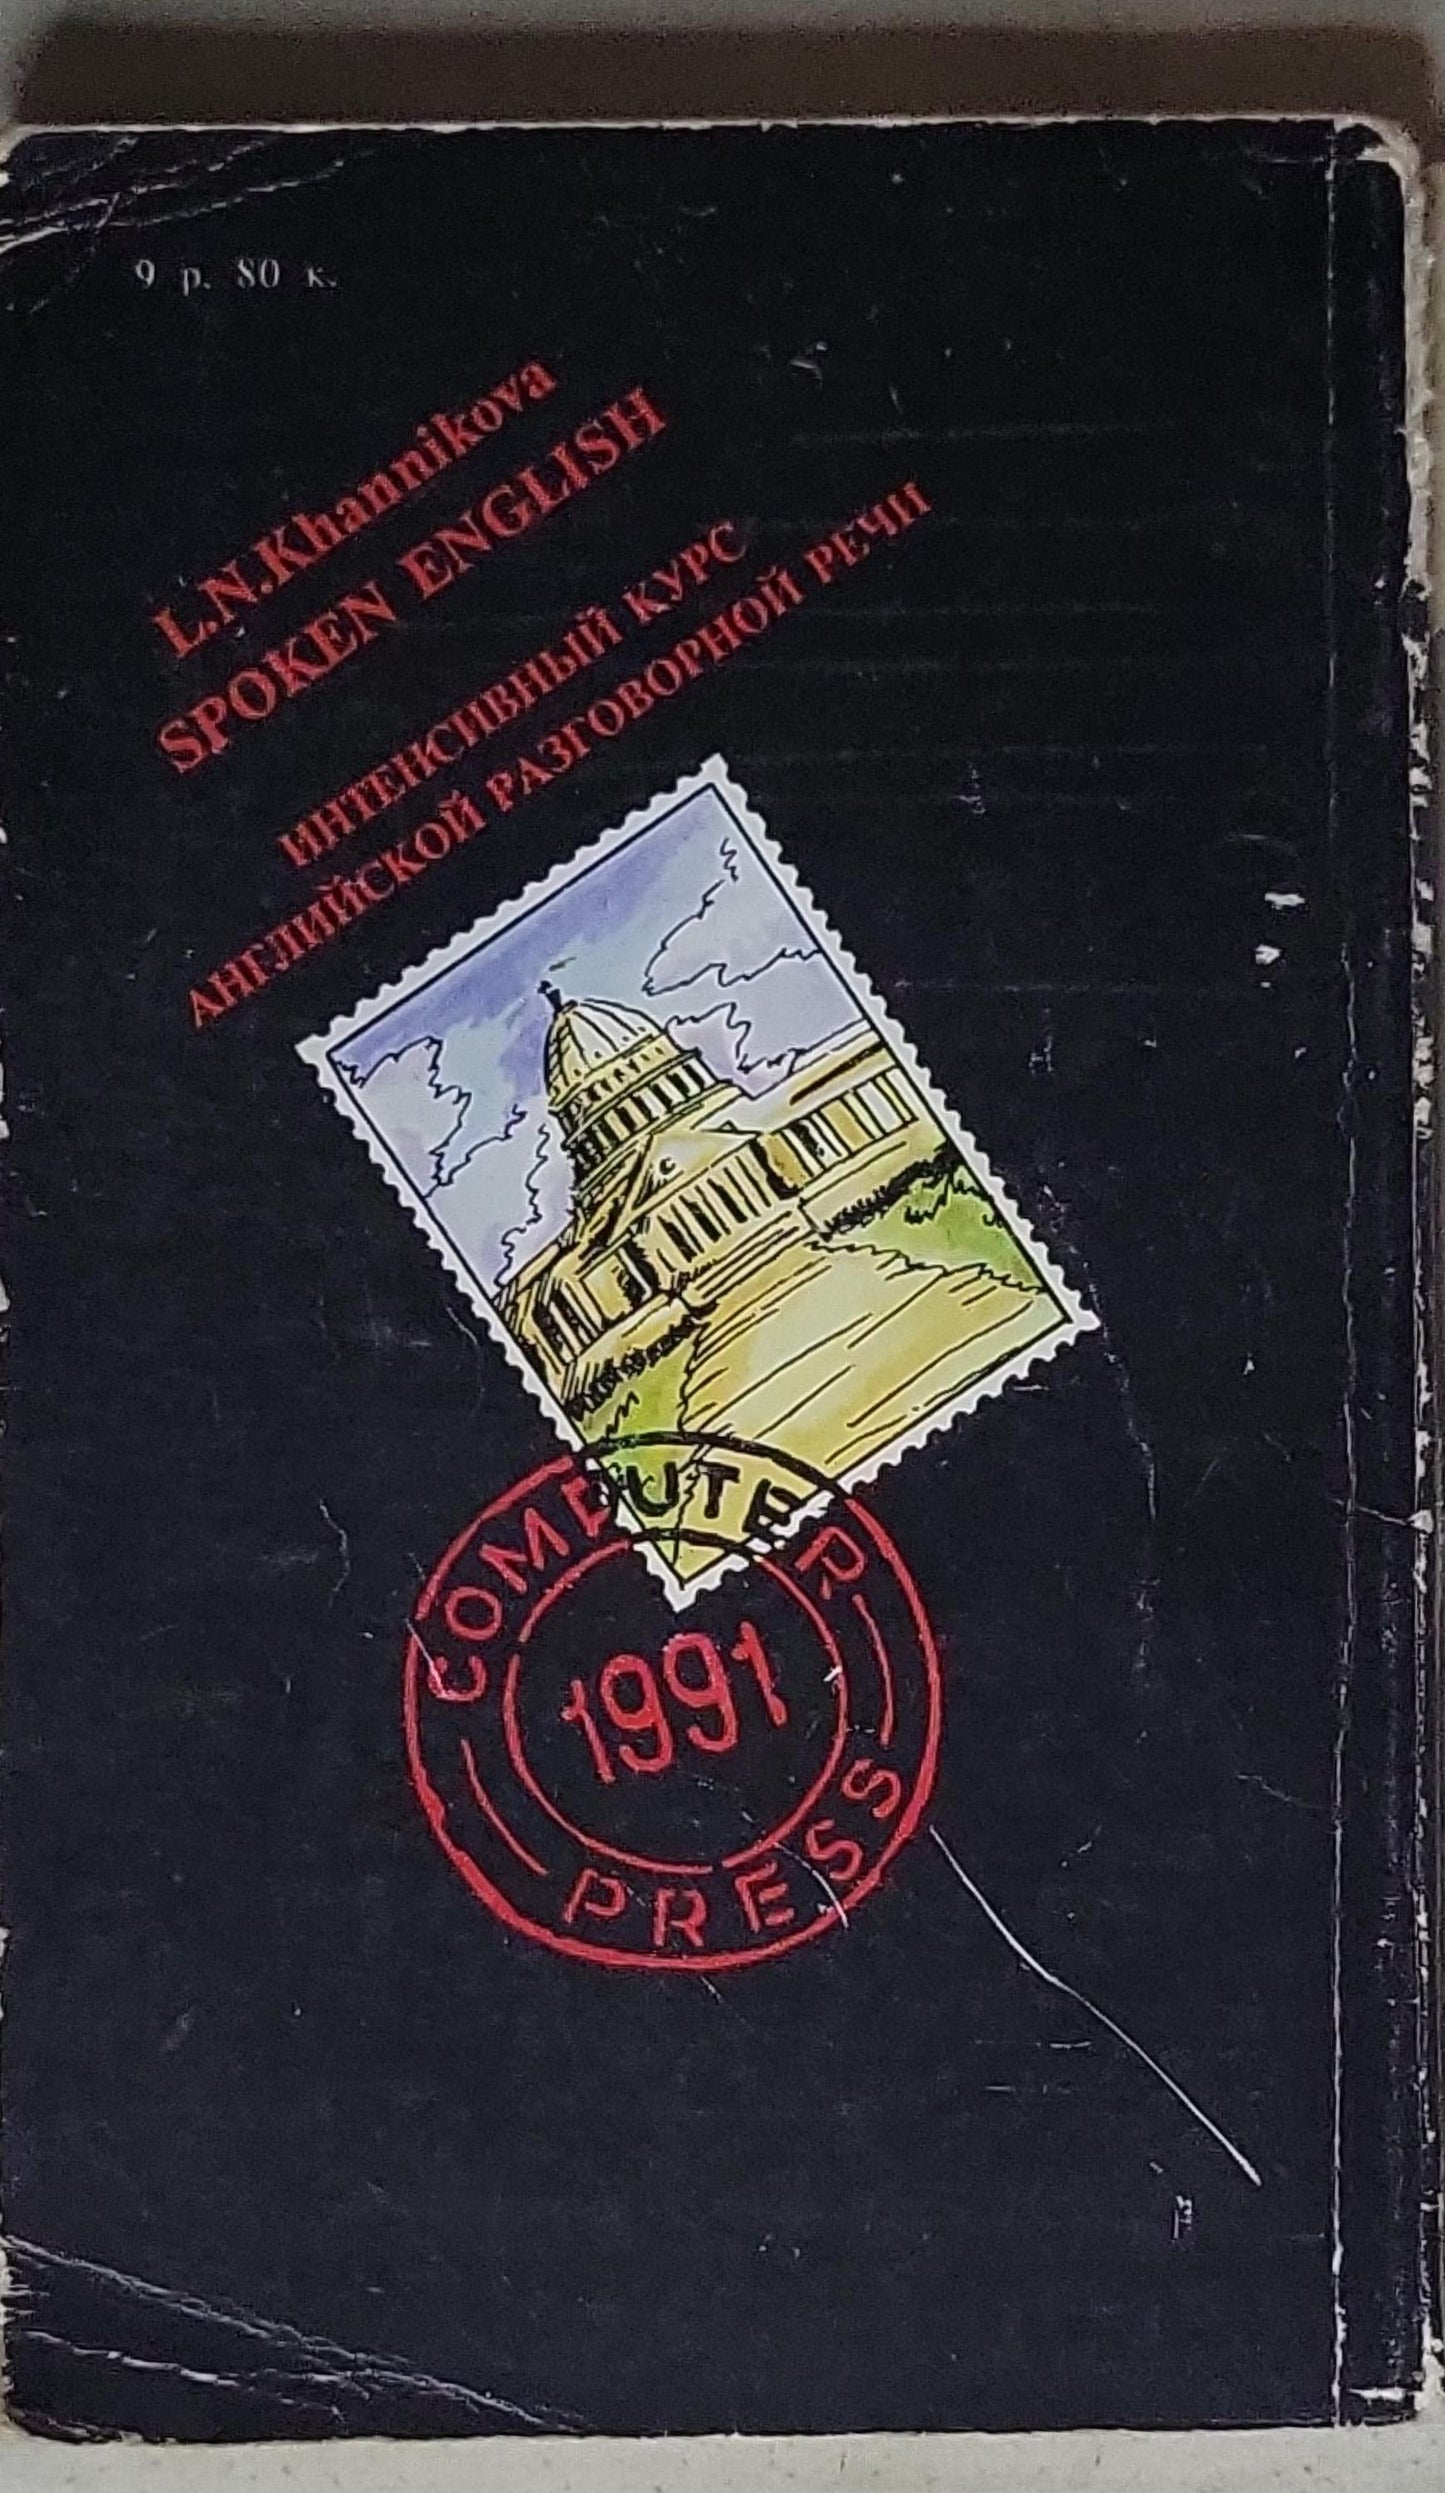 9 р. 80 к.
L.N.Khannikova
SPOKEN ENGLISH
ИНТЕНСИВНЫЙ КУРС
АНГЛИЙСКОЙ РАЗГОВОРНОЙ РЕЧИ
COMPUTER
1991
PRESS